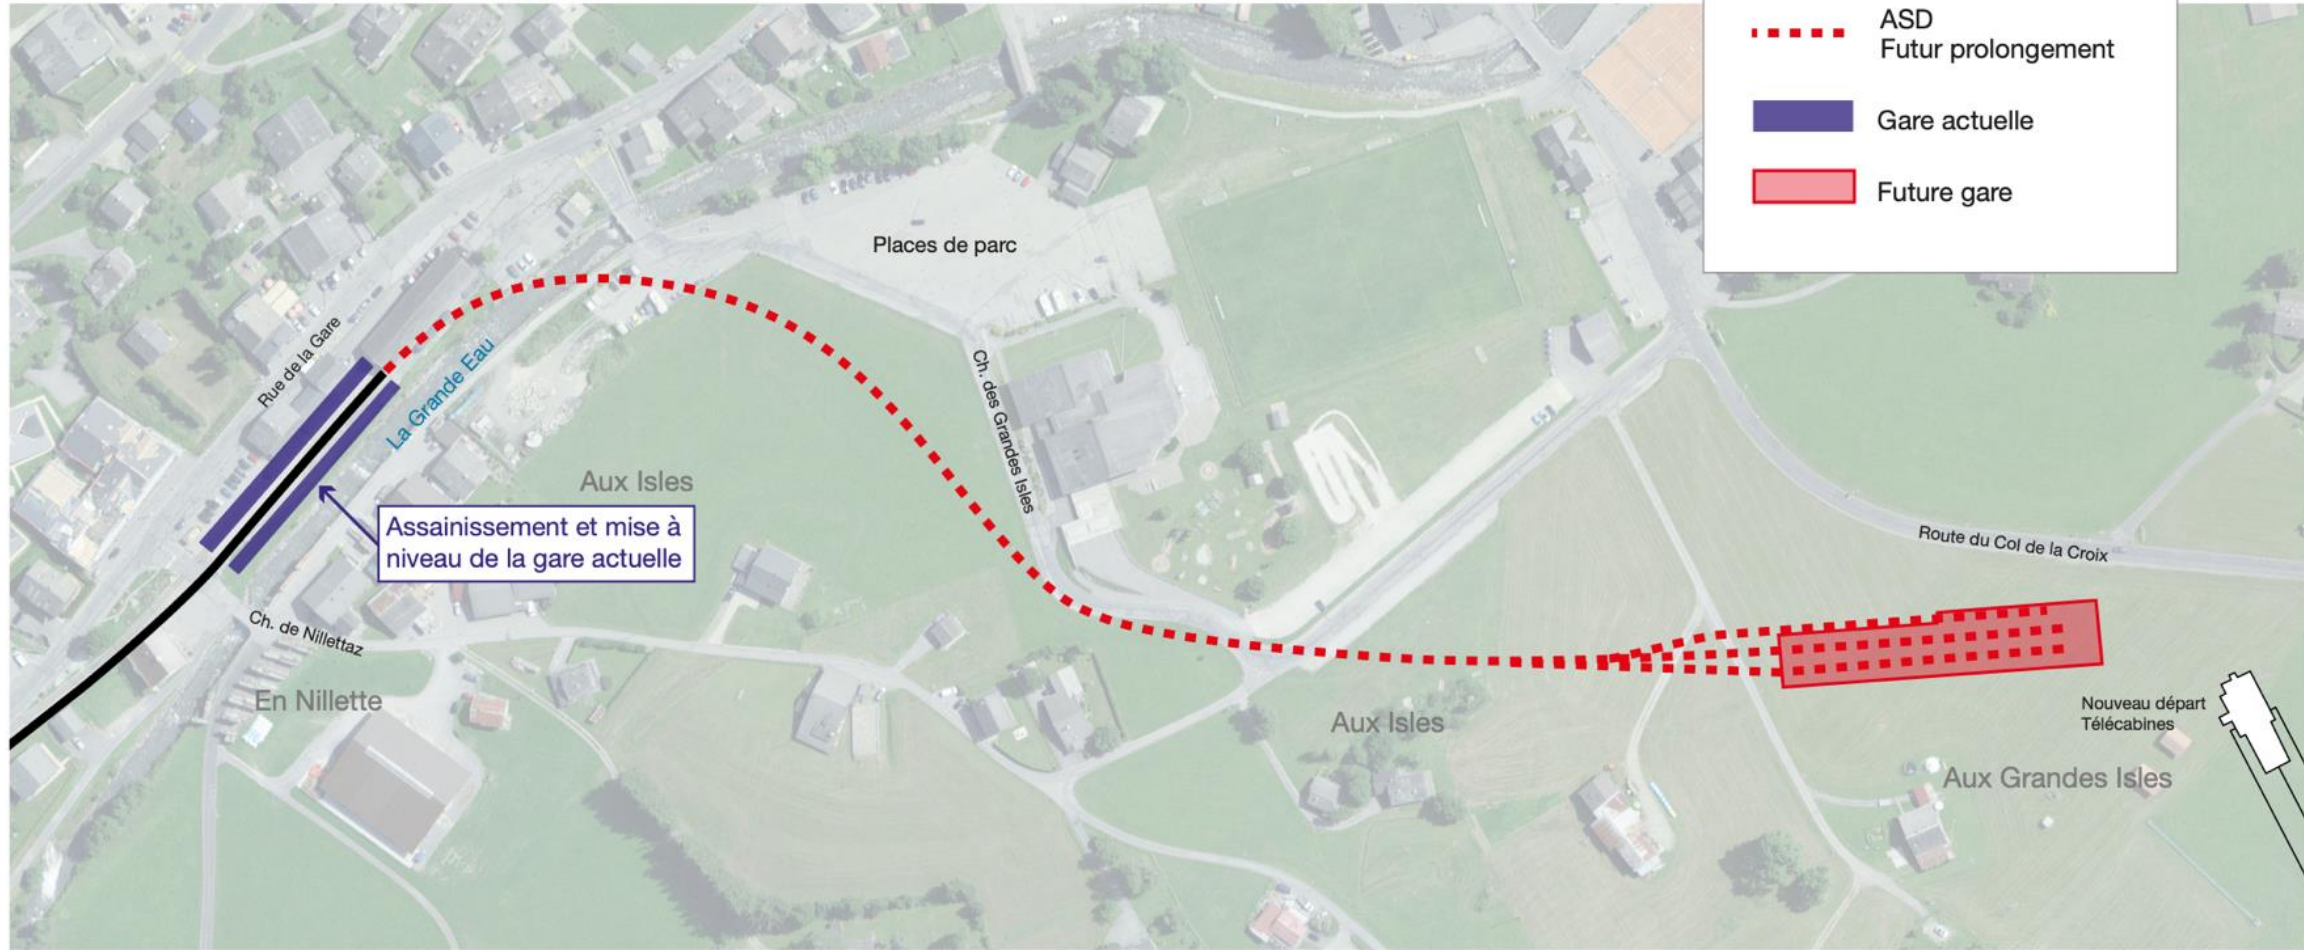 ASD
Futur prolongement
Gare actuelle
Future gare
Places de parc
Rue de la Gare
La Grande Eau
Ch. des Grandes Isles
Aux Isles
Assainissement et mise à
niveau de la gare actuelle
Route du Col de la Croix
Ch. de Nillettaz
En Nillette
Aux Isles
Nouveau départ
Télécabines
Aux Grandes Isles